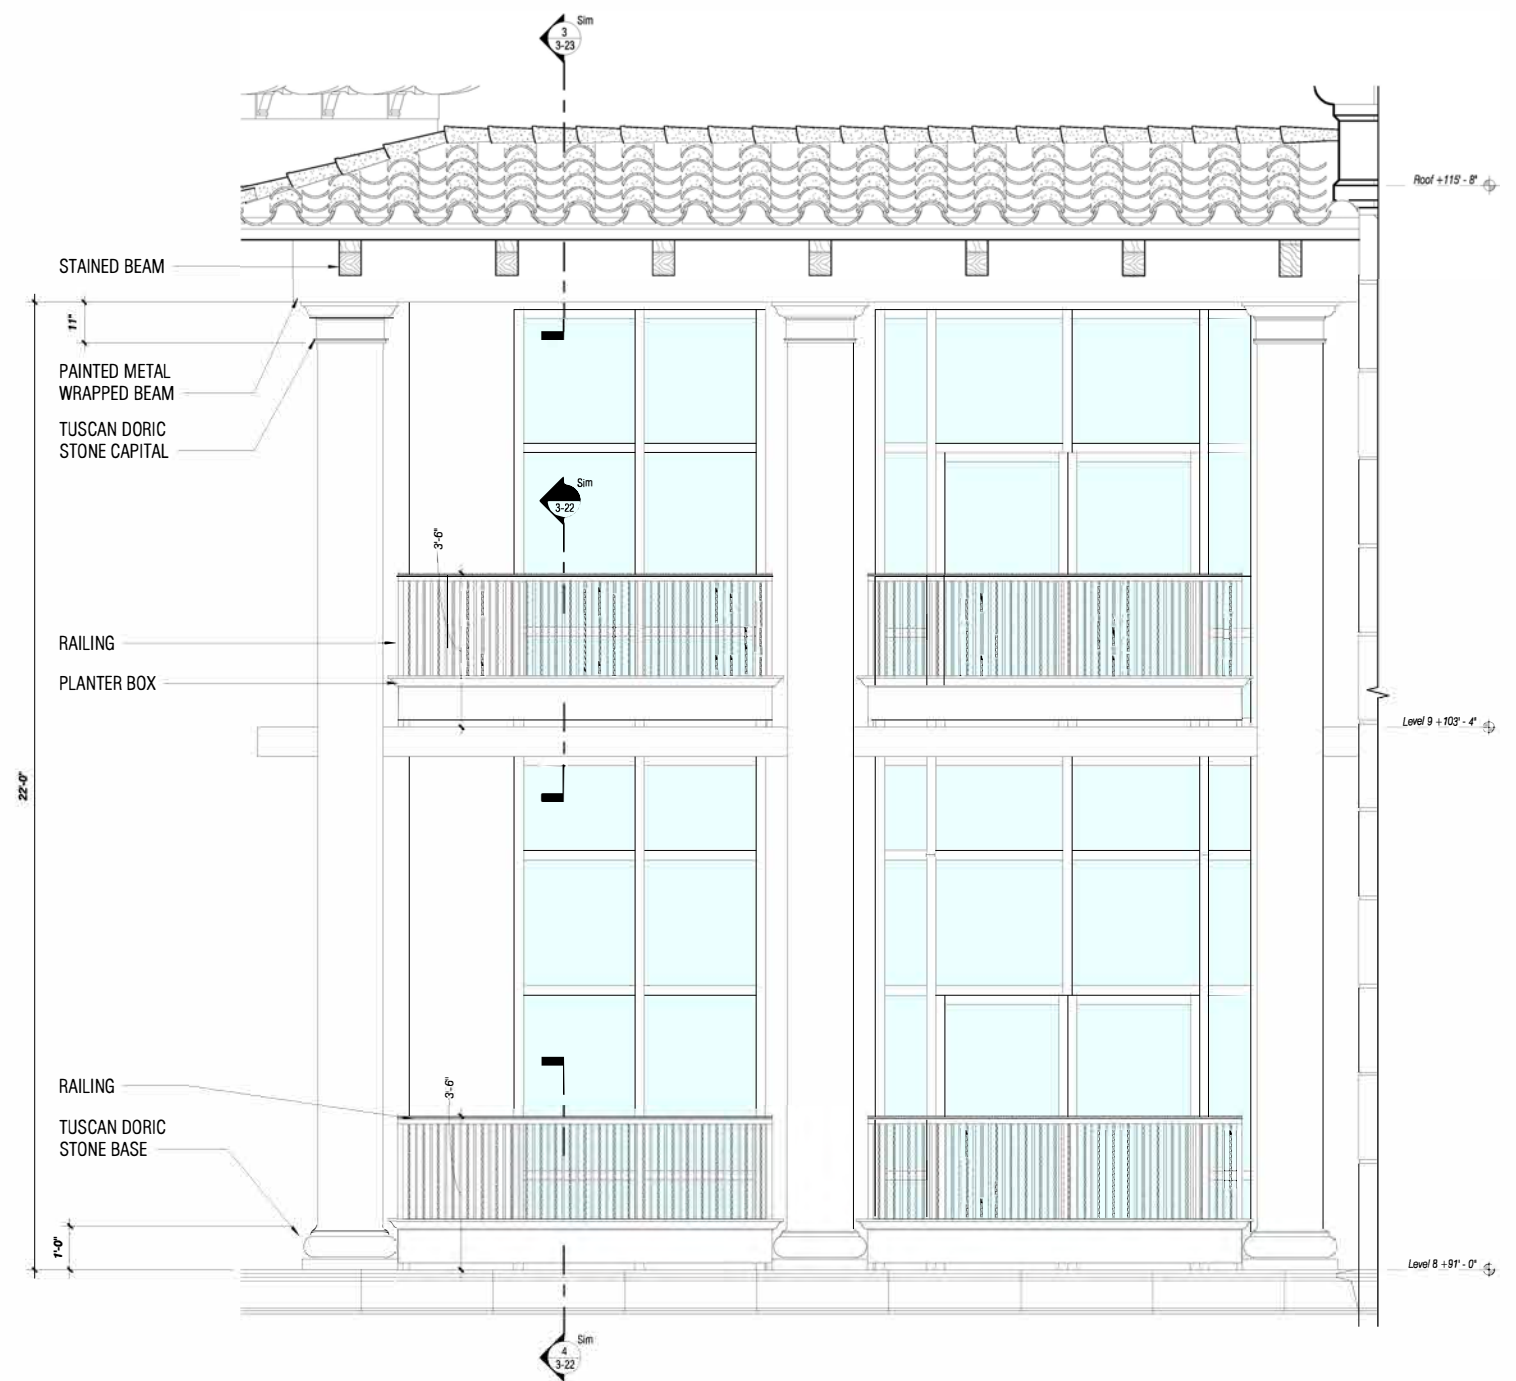 Sim
3
3-23
Roof +115' - 8"
STAINED BEAM
11"
PAINTED METAL
WRAPPED BEAM
TUSCAN DORIC
STONE CAPITAL
Sim
3-22
3'-6"
RAILING
PLANTER BOX
Level 9 +103' - 4"
22'-0"
3'-6"
RAILING
TUSCAN DORIC
STONE BASE
1'-0"
Level 8 +91' - 0"
Sim
4
3-22